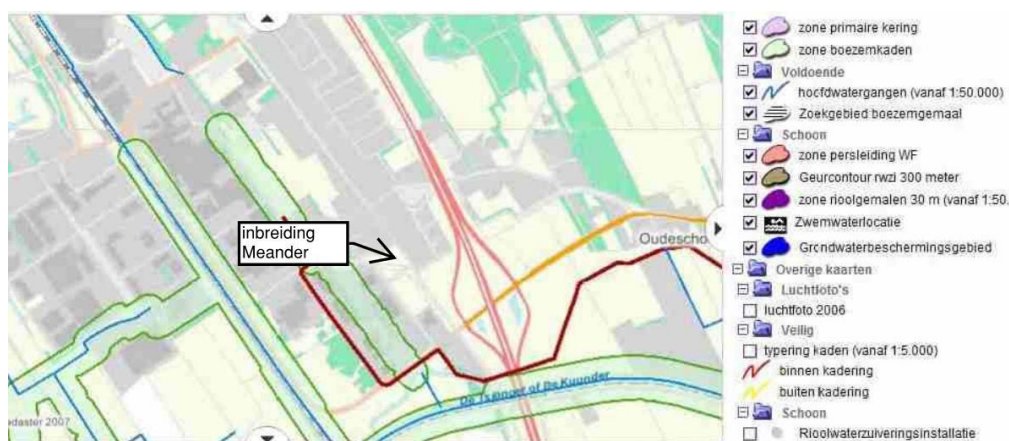 inbreiding
Meander
Oudescho
De Tsjonger of De Kuunder
adaster 2007
zone primaire kering
zone boezemkaden
Voldoende
hoofdwatergangen (vanaf 1:50.000)
Zoekgebied boezemgemaal
Schoon
zone persleiding WF
Geurcontour rwzi 300 meter
zone rioolgemalen 30 m (vanaf 1:50.
Zwemwaterlocatie
Grondwaterbeschermingsgebied
Overige kaarten
Luchtfoto's
luchtfoto 2006
Veilig
typering kaden (vanaf 1:5.000)
binnen kadering
buiten kadering
Schoon
Rioolwaterzuiveringsinstallatie